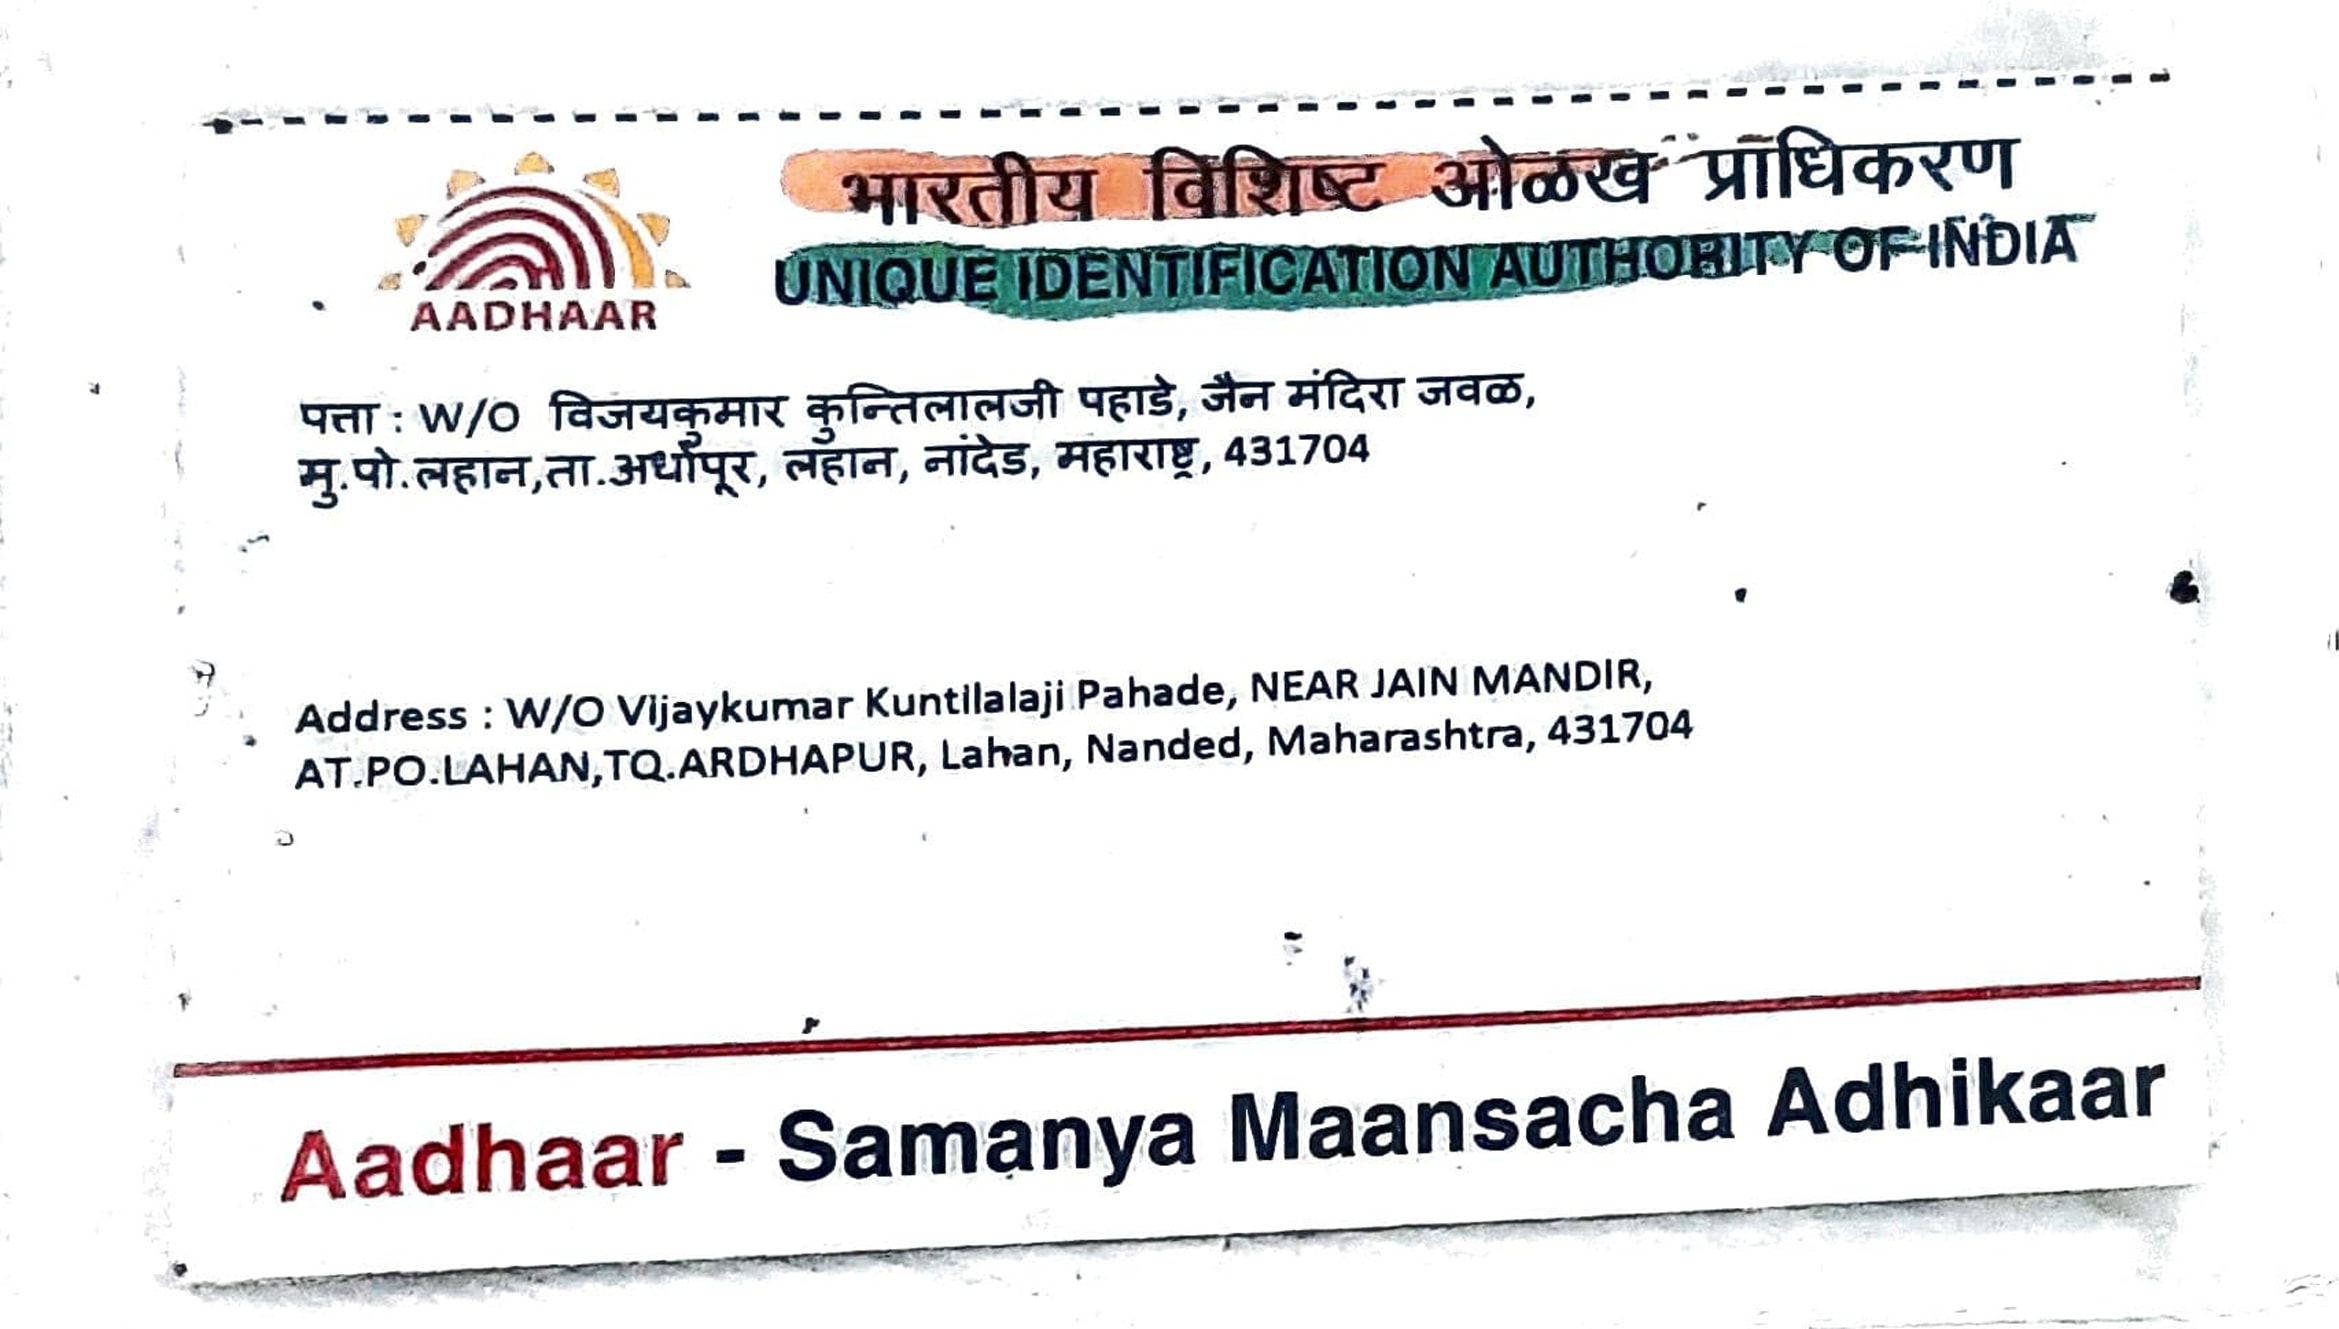 भारतीय विशिष्ट ओळख प्राधिकरण
UNIQUE IDENTIFICATION AUTHORITY OF INDIA
AADHAAR
पत्ता : W/O विजयकुमार कुन्तिलालजी पहाडे, जैन मंदिरा जवळ,
मु.पो.लहान,ता.अर्धापूर, लहान, नांदेड, महाराष्ट्र, 431704
Address : W/O Vijaykumar Kuntilalaji Pahade, NEAR JAIN MANDIR,
AT.PO.LAHAN,TQ.ARDHAPUR, Lahan, Nanded, Maharashtra, 431704
Aadhaar - Samanya Maansacha Adhikaar